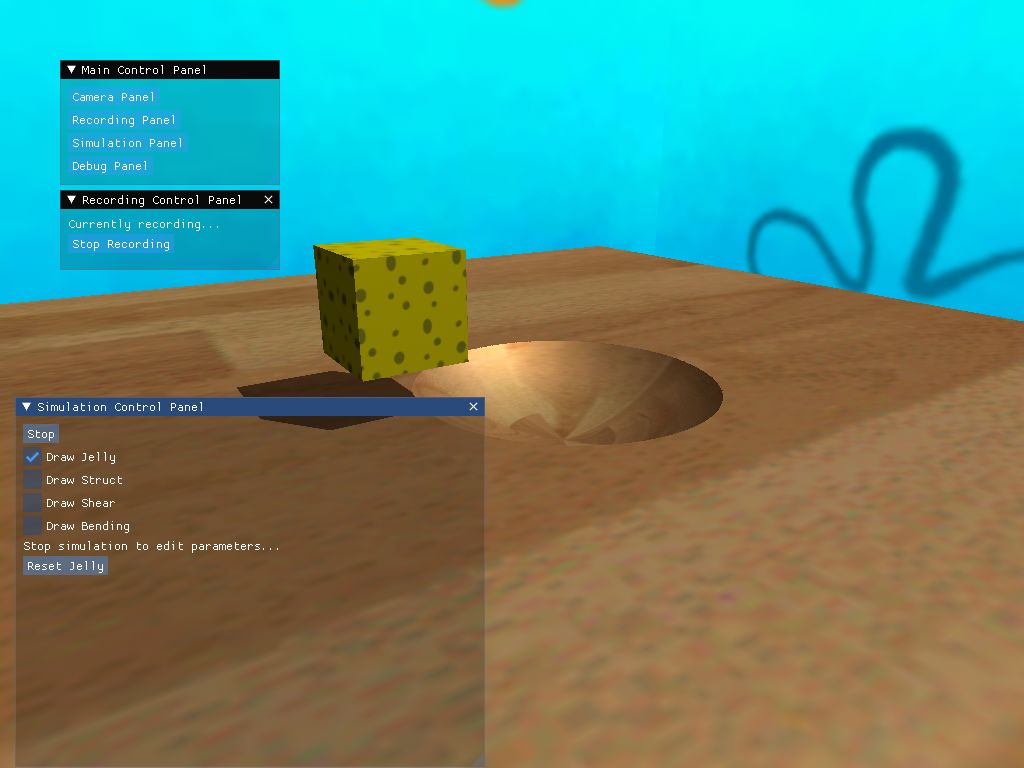 Main Control Panel
Camera Panel
Recording Panel
Simulation Panel
Debug Panel
Recording Control Panel
Currently recording...
Stop Recording
Simulation Control Panel
Stop
Draw Jelly
Draw Struct
Draw Shear
Draw Bending
Stop simulation to edit parameters...
Reset Jelly